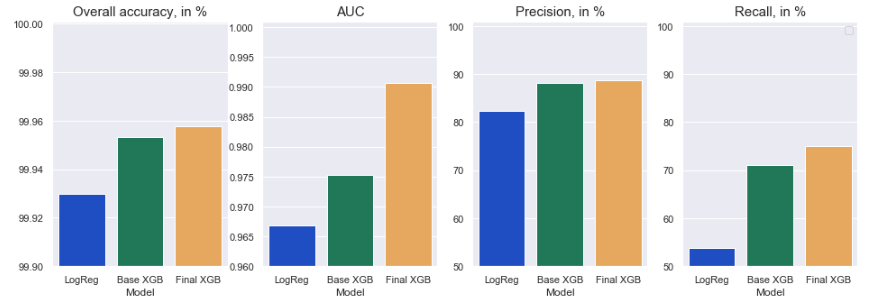 Overall accuracy, in %
100.00
99.98
99.96
99.94
99.92
99.90
LogReg Base XGB Final XGB
Model
AUC
1.000
0.995
0.990
0.985
0.980
0.975
0.970
0.965
0.960
LogReg Base XGB Final XGB
Model
Precision, in %
100
90
80
70
60
50
LogReg Base XGB Final XGB
Model
Recall, in %
100
90
80
70
60
50
LogReg Base XGB Final XGB
Model